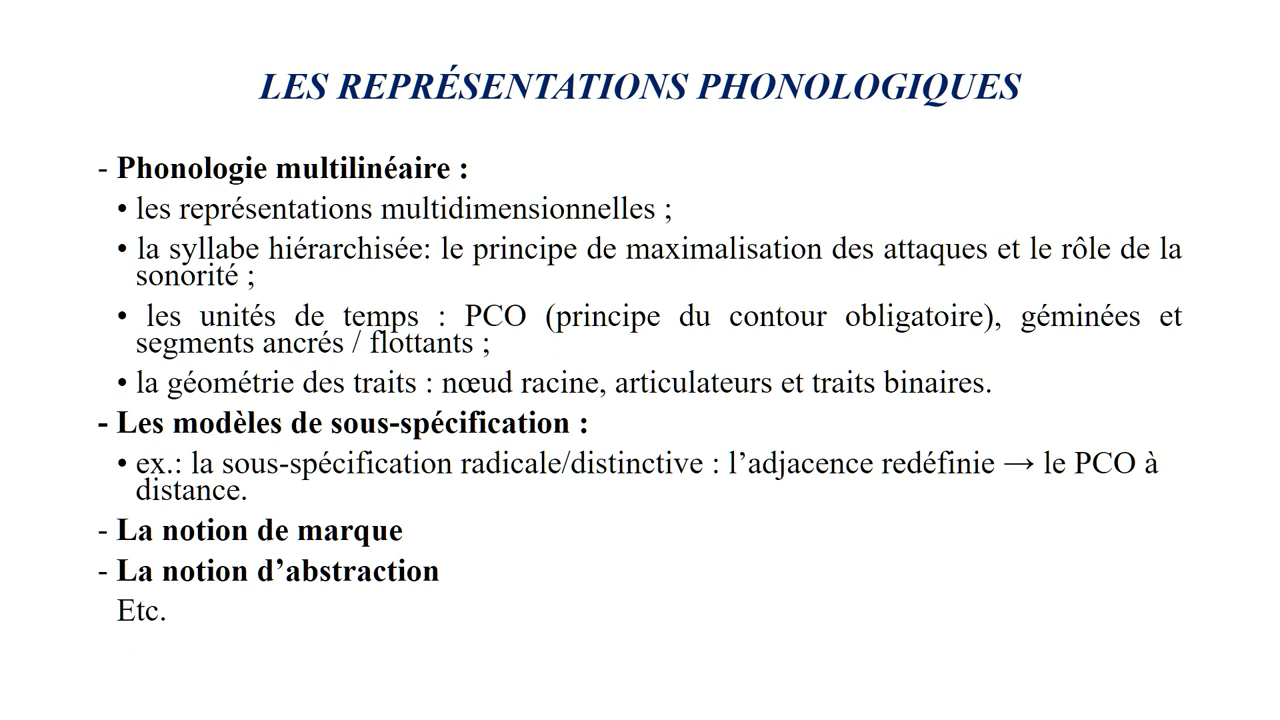 LES REPRÉSENTATIONS PHONOLOGIQUES
- Phonologie multilinéaire :
• les représentations multidimensionnelles ;
• la syllabe hiérarchisée: le principe de maximalisation des attaques et le rôle de la
sonorité ;
• les unités de temps : PCO (principe du contour obligatoire), géminées et
segments ancrés / flottants ;
• la géométrie des traits : nœud racine, articulateurs et traits binaires.
- Les modèles de sous-spécification :
• ex.: la sous-spécification radicale/distinctive : l’adjacence redéfinie → le PCO à
distance.
- La notion de marque
- La notion d’abstraction
Etc.